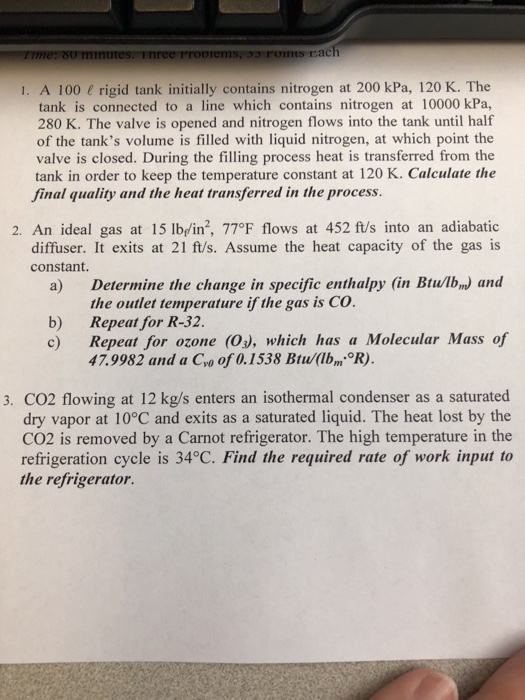 Time: 80 minutes. Three Problems, 33 Points Each
1. A 100 ℓ rigid tank initially contains nitrogen at 200 kPa, 120 K. The
tank is connected to a line which contains nitrogen at 10000 kPa,
280 K. The valve is opened and nitrogen flows into the tank until half
of the tank's volume is filled with liquid nitrogen, at which point the
valve is closed. During the filling process heat is transferred from the
tank in order to keep the temperature constant at 120 K. Calculate the
final quality and the heat transferred in the process.
2. An ideal gas at 15 lbf/in², 77°F flows at 452 ft/s into an adiabatic
diffuser. It exits at 21 ft/s. Assume the heat capacity of the gas is
constant.
a) Determine the change in specific enthalpy (in Btu/lbm) and
the outlet temperature if the gas is CO.
b) Repeat for R-32.
c) Repeat for ozone (O₃), which has a Molecular Mass of
47.9982 and a Cv0 of 0.1538 Btu/(lbm·°R).
3. CO2 flowing at 12 kg/s enters an isothermal condenser as a saturated
dry vapor at 10°C and exits as a saturated liquid. The heat lost by the
CO2 is removed by a Carnot refrigerator. The high temperature in the
refrigeration cycle is 34°C. Find the required rate of work input to
the refrigerator.